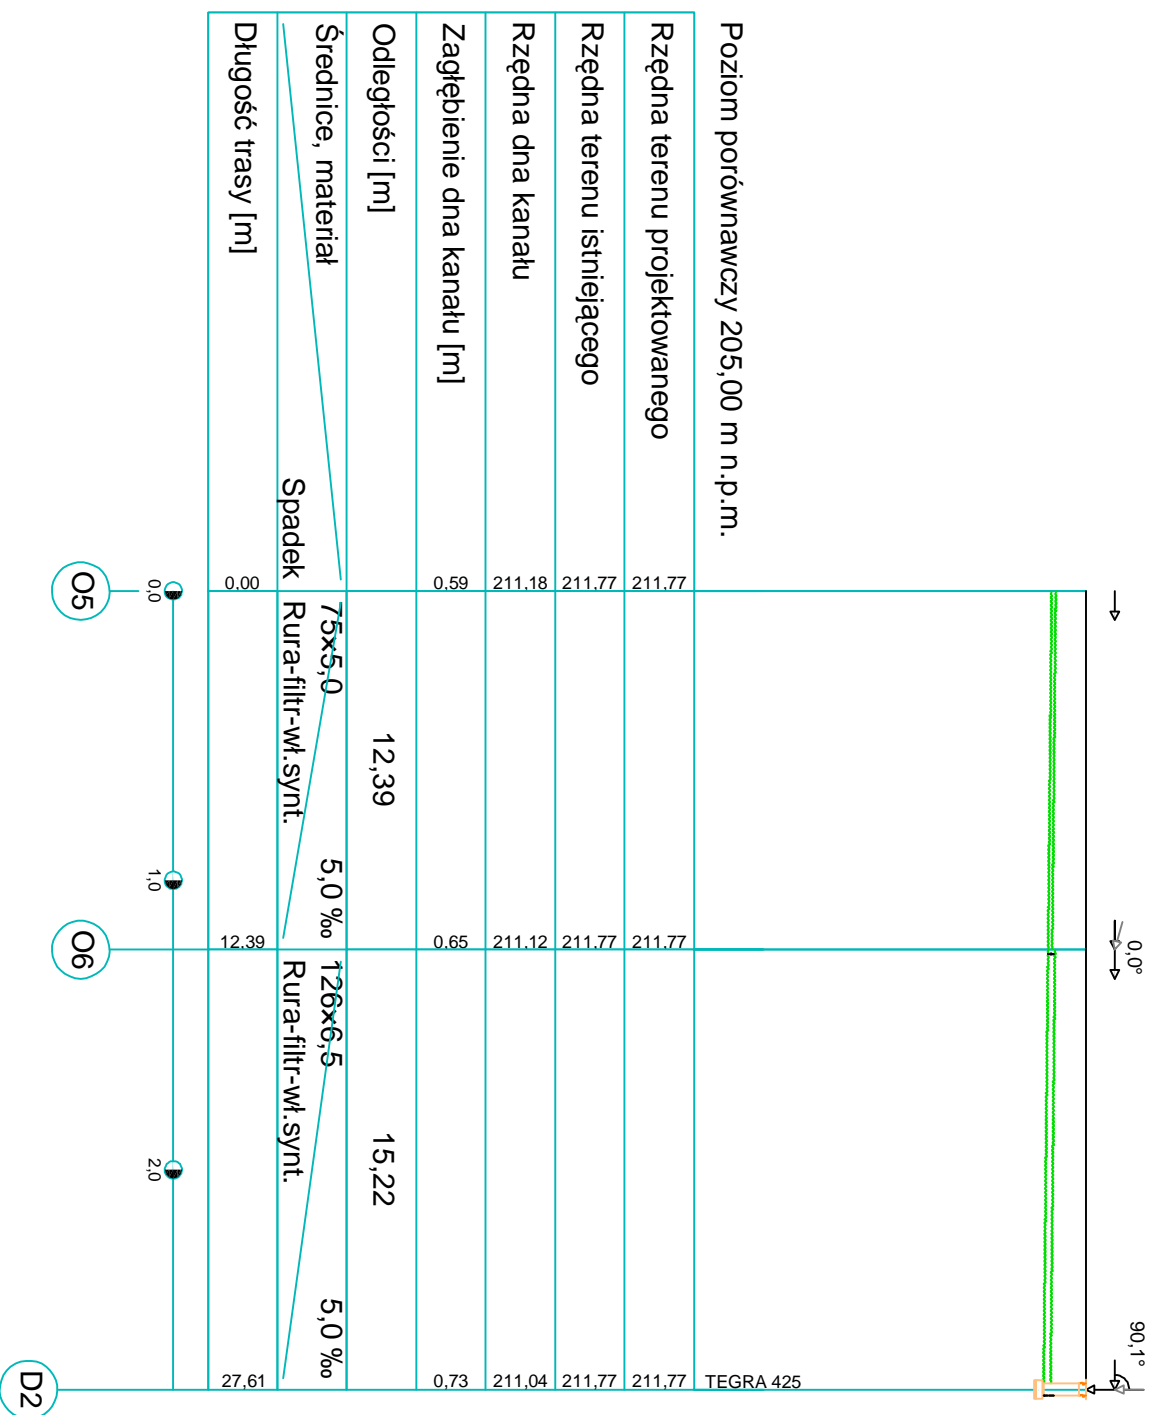 0,0°
90,1°
Poziom porównawczy 205,00 m n.p.m.
TEGRA 425
Rzędna terenu projektowanego 211,77 211,77 211,77
Rzędna terenu istniejącego 211,77 211,77 211,77
Rzędna dna kanału 211,18 211,12 211,04
Zagłębienie dna kanału [m] 0,59 0,65 0,73
Odległości [m] 12,39 15,22
Średnice, materiał 75x5,0 5,0 ‰ 126x6,5 5,0 ‰
Spadek Rura-filtr-wł.synt. Rura-filtr-wł.synt.
Długość trasy [m] 0,00 12,39 27,61
0,0 1,0 2,0
O5 O6 D2